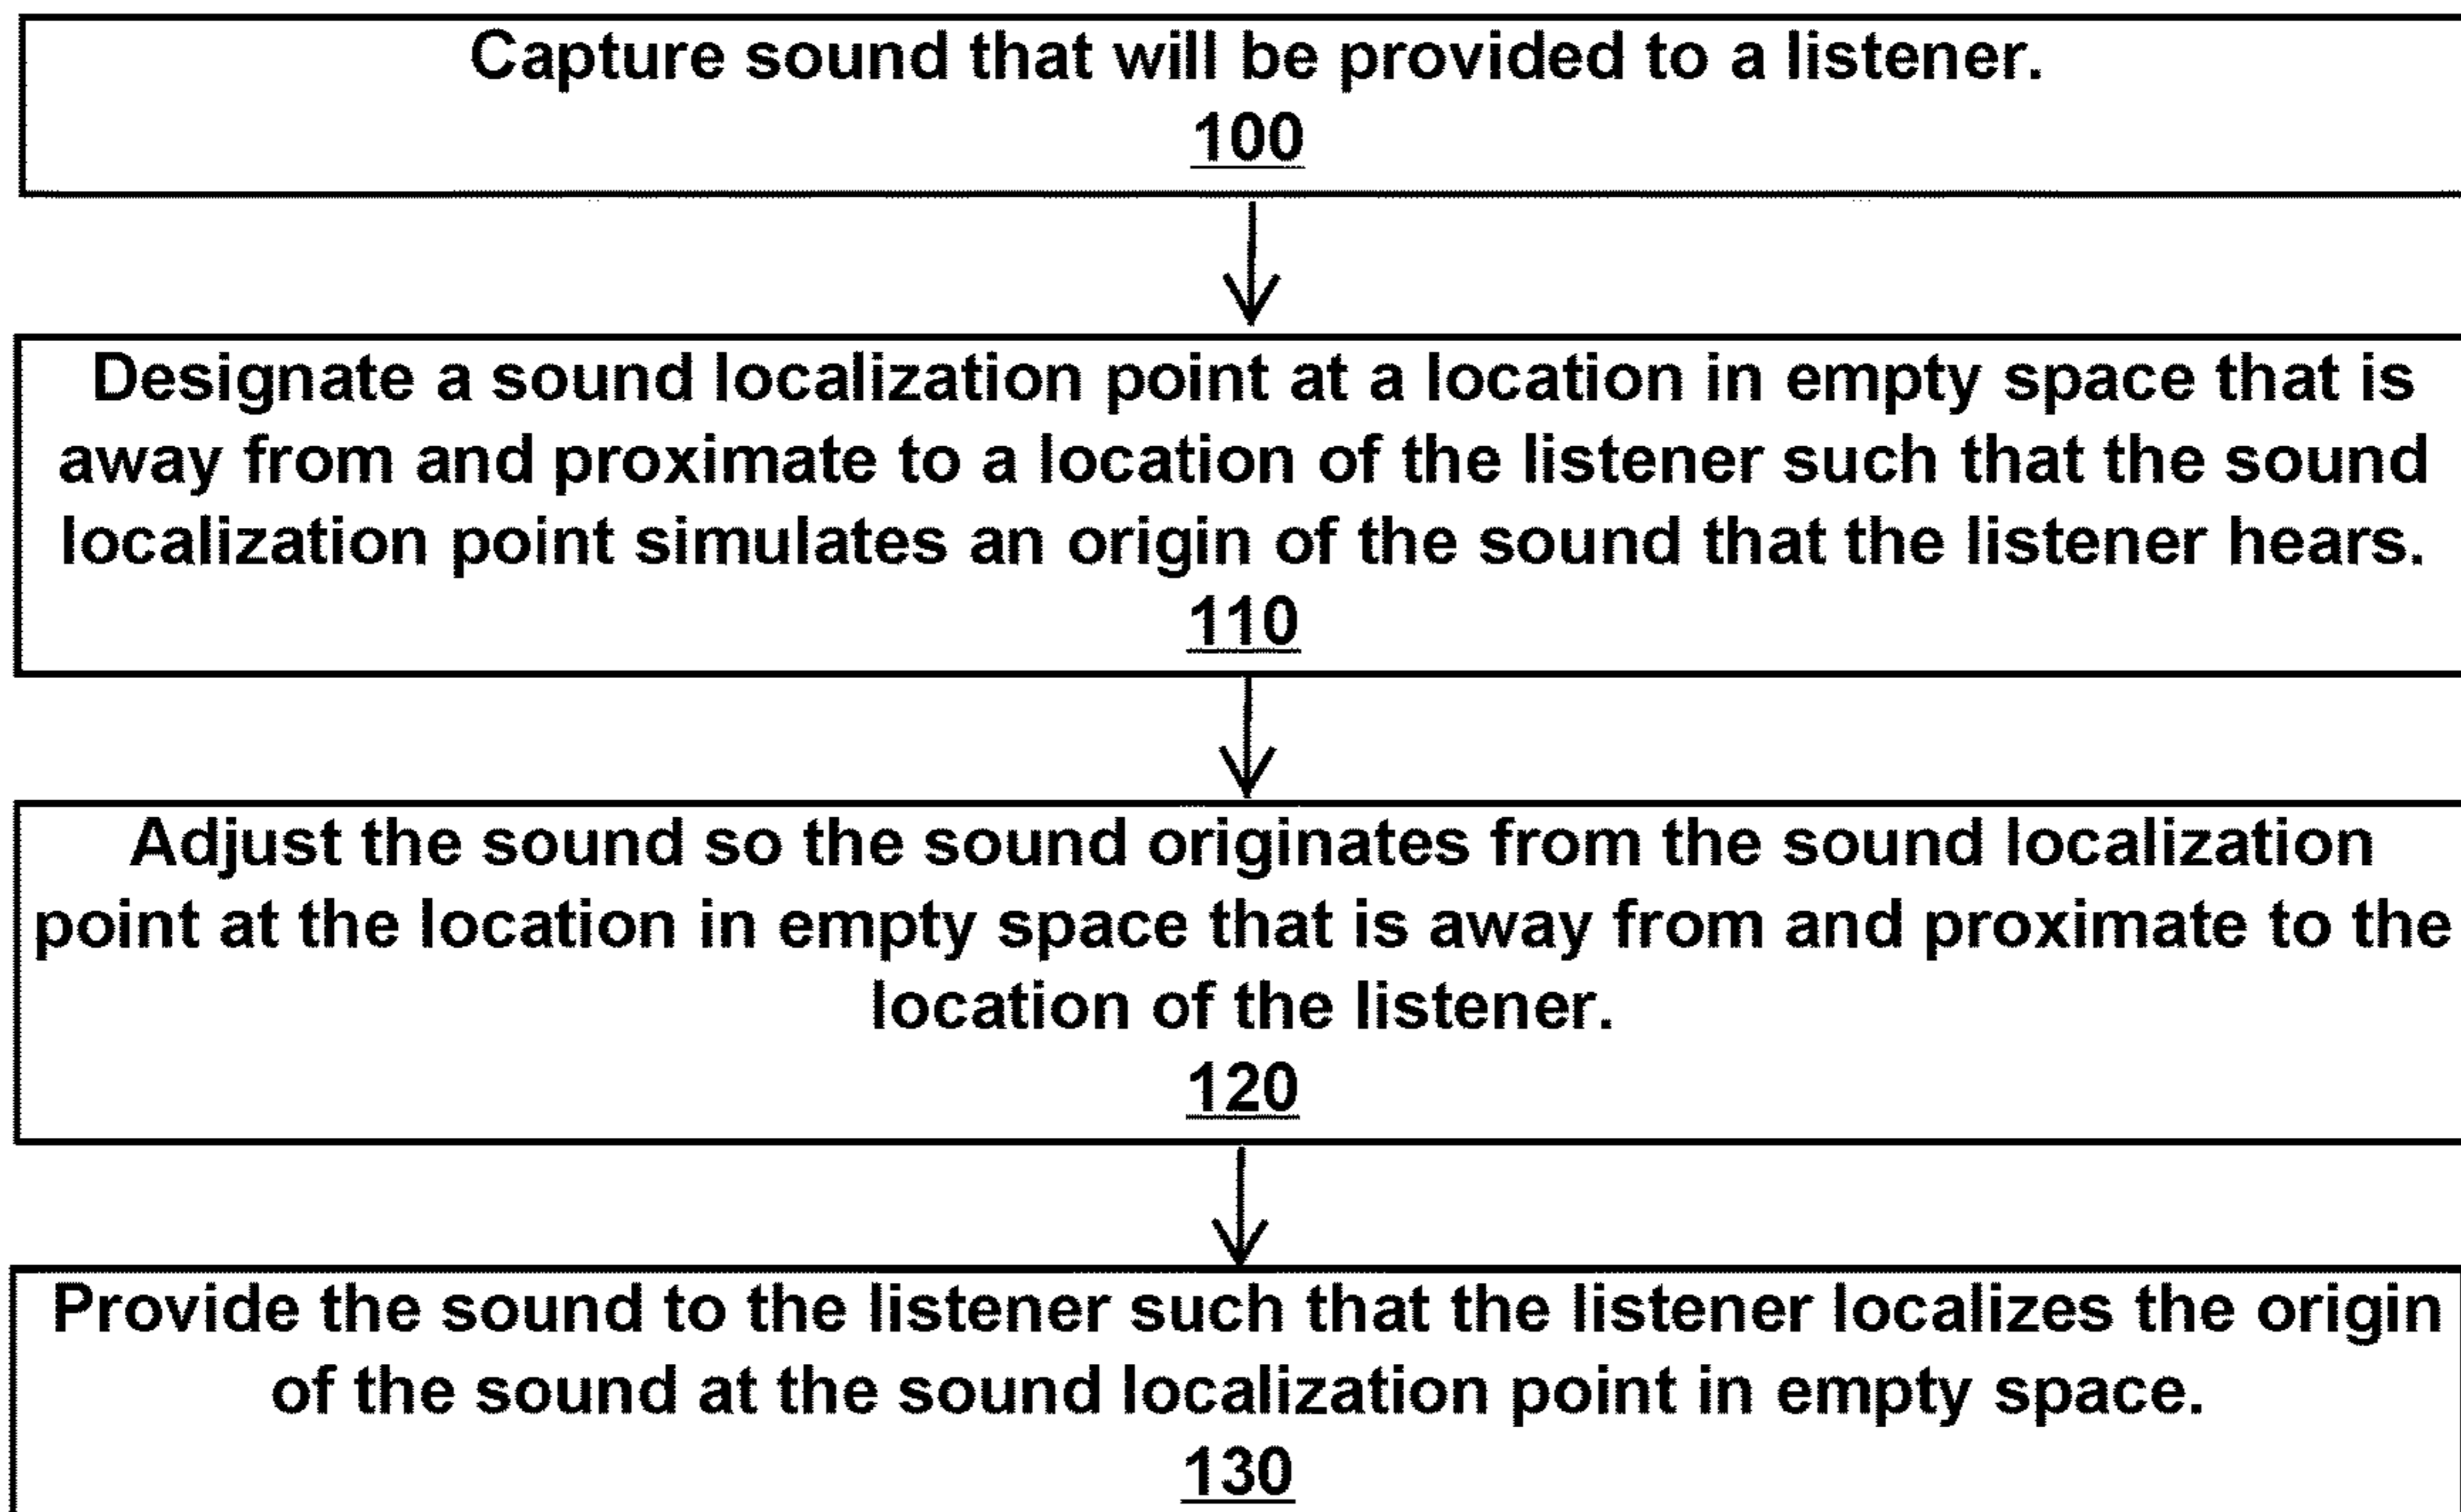 Capture sound that will be provided to a listener.
100
Designate a sound localization point at a location in empty space that is
away from and proximate to a location of the listener such that the sound
localization point simulates an origin of the sound that the listener hears.
110
Adjust the sound so the sound originates from the sound localization
point at the location in empty space that is away from and proximate to the
location of the listener.
120
Provide the sound to the listener such that the listener localizes the origin
of the sound at the sound localization point in empty space.
130